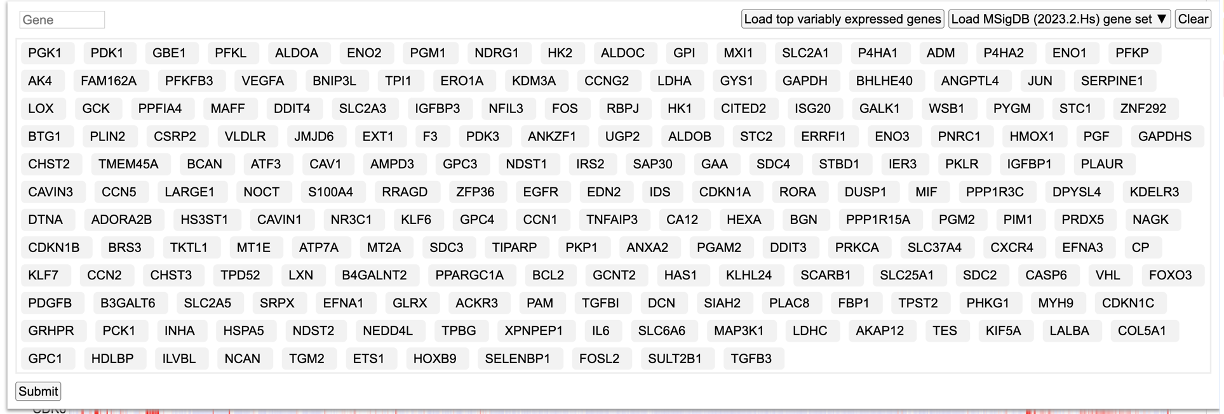 Gene Load top variably expressed genes Load MSigDB (2023.2.Hs) gene set ▼ Clear
PGK1 PDK1 GBE1 PFKL ALDOA ENO2 PGM1 NDRG1 HK2 ALDOC GPI MXI1 SLC2A1 P4HA1 ADM P4HA2 ENO1 PFKP
AK4 FAM162A PFKFB3 VEGFA BNIP3L TPI1 ERO1A KDM3A CCNG2 LDHA GYS1 GAPDH BHLHE40 ANGPTL4 JUN SERPINE1
LOX GCK PPFIA4 MAFF DDIT4 SLC2A3 IGFBP3 NFIL3 FOS RBPJ HK1 CITED2 ISG20 GALK1 WSB1 PYGM STC1 ZNF292
BTG1 PLIN2 CSRP2 VLDLR JMJD6 EXT1 F3 PDK3 ANKZF1 UGP2 ALDOB STC2 ERRFI1 ENO3 PNRC1 HMOX1 PGF GAPDHS
CHST2 TMEM45A BCAN ATF3 CAV1 AMPD3 GPC3 NDST1 IRS2 SAP30 GAA SDC4 STBD1 IER3 PKLR IGFBP1 PLAUR
CAVIN3 CCN5 LARGE1 NOCT S100A4 RRAGD ZFP36 EGFR EDN2 IDS CDKN1A RORA DUSP1 MIF PPP1R3C DPYSL4 KDELR3
DTNA ADORA2B HS3ST1 CAVIN1 NR3C1 KLF6 GPC4 CCN1 TNFAIP3 CA12 HEXA BGN PPP1R15A PGM2 PIM1 PRDX5 NAGK
CDKN1B BRS3 TKTL1 MT1E ATP7A MT2A SDC3 TIPARP PKP1 ANXA2 PGAM2 DDIT3 PRKCA SLC37A4 CXCR4 EFNA3 CP
KLF7 CCN2 CHST3 TPD52 LXN B4GALNT2 PPARGC1A BCL2 GCNT2 HAS1 KLHL24 SCARB1 SLC25A1 SDC2 CASP6 VHL FOXO3
PDGFB B3GALT6 SLC2A5 SRPX EFNA1 GLRX ACKR3 PAM TGFBI DCN SIAH2 PLAC8 FBP1 TPST2 PHKG1 MYH9 CDKN1C
GRHPR PCK1 INHA HSPA5 NDST2 NEDD4L TPBG XPNPEP1 IL6 SLC6A6 MAP3K1 LDHC AKAP12 TES KIF5A LALBA COL5A1
GPC1 HDLBP ILVBL NCAN TGM2 ETS1 HOXB9 SELENBP1 FOSL2 SULT2B1 TGFB3
Submit